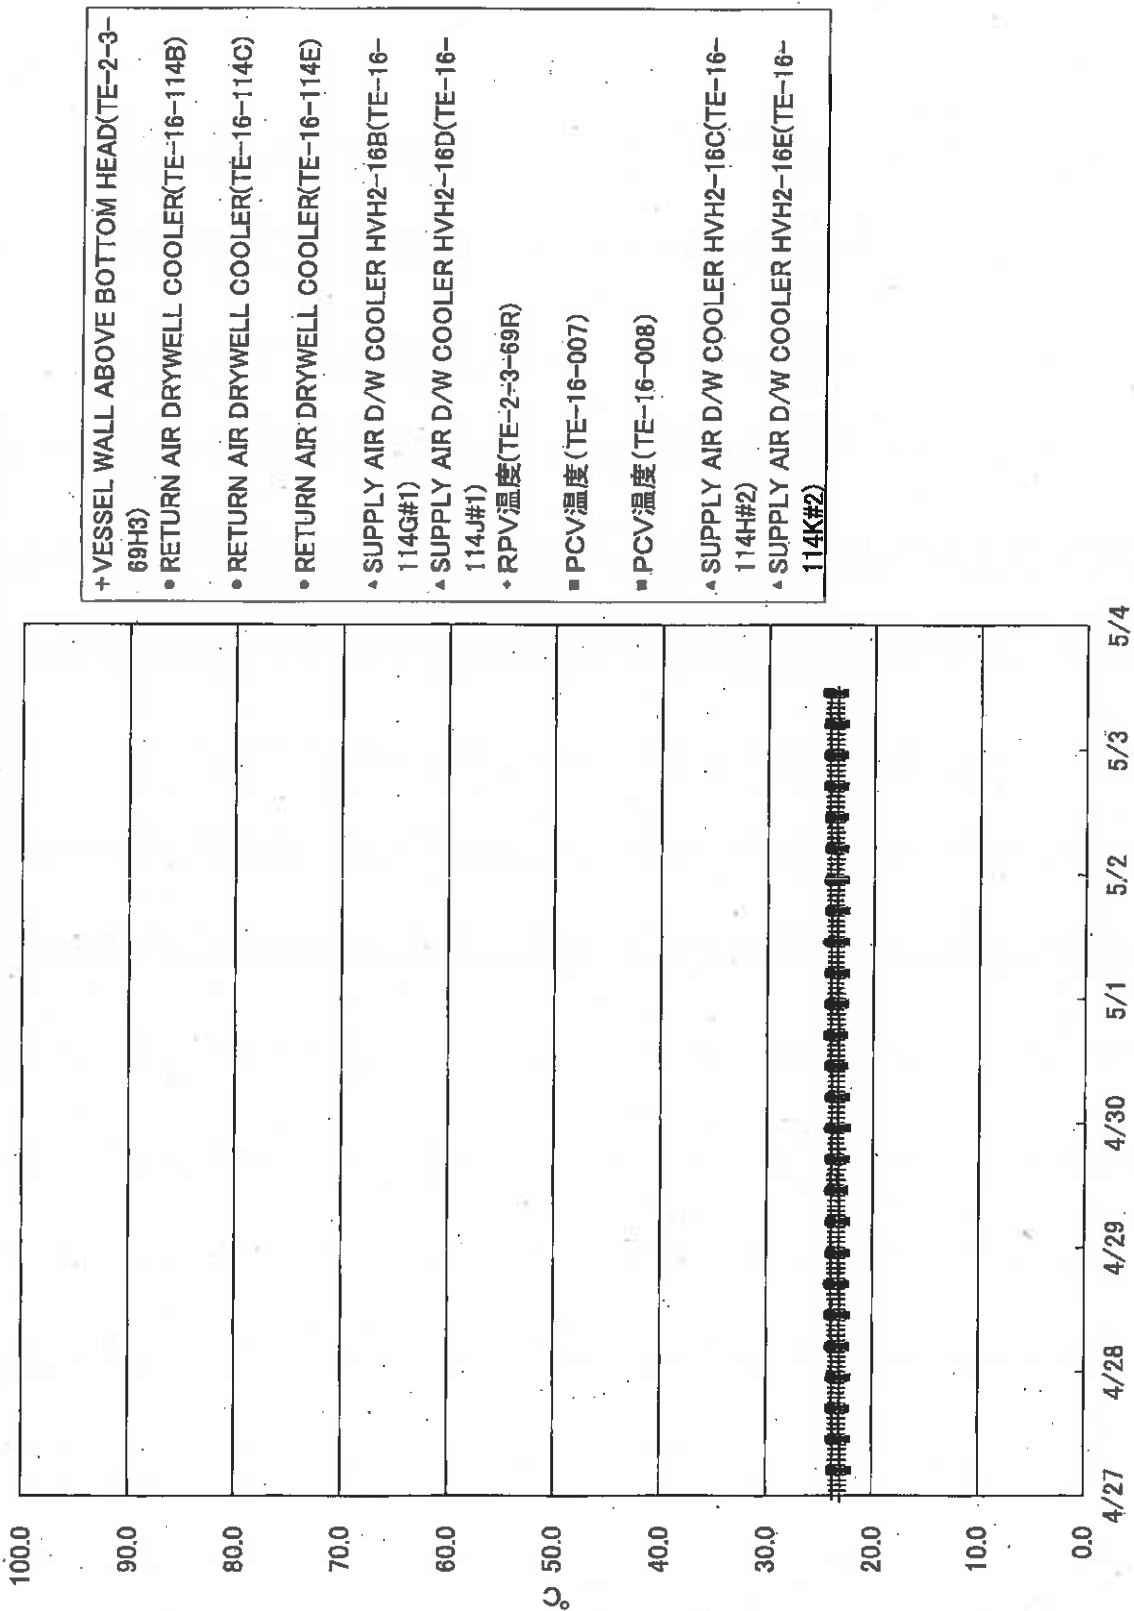 +VESSEL WALL ABOVE BOTTOM HEAD(TE-2-3-
69H3)
●RETURN AIR DRYWELL COOLER(TE-16-114B)
●RETURN AIR DRYWELL COOLER(TE-16-114C)
●RETURN AIR DRYWELL COOLER(TE-16-114E)
▲SUPPLY AIR D/W COOLER HVH2-16B(TE-16-
114G#1)
▲SUPPLY AIR D/W COOLER HVH2-16D(TE-16-
114J#1)
◆RPV温度(TE-2-3-69R)
■PCV温度(TE-16-007)
■PCV温度(TE-16-008)
▲SUPPLY AIR D/W COOLER HVH2-16C(TE-16-
114H#2)
▲SUPPLY AIR D/W COOLER HVH2-16E(TE-16-
114K#2)
100.0
90.0
80.0
70.0
60.0
50.0
40.0
30.0
20.0
10.0
0.0
℃
4/27 4/28 4/29 4/30 5/1 5/2 5/3 5/4